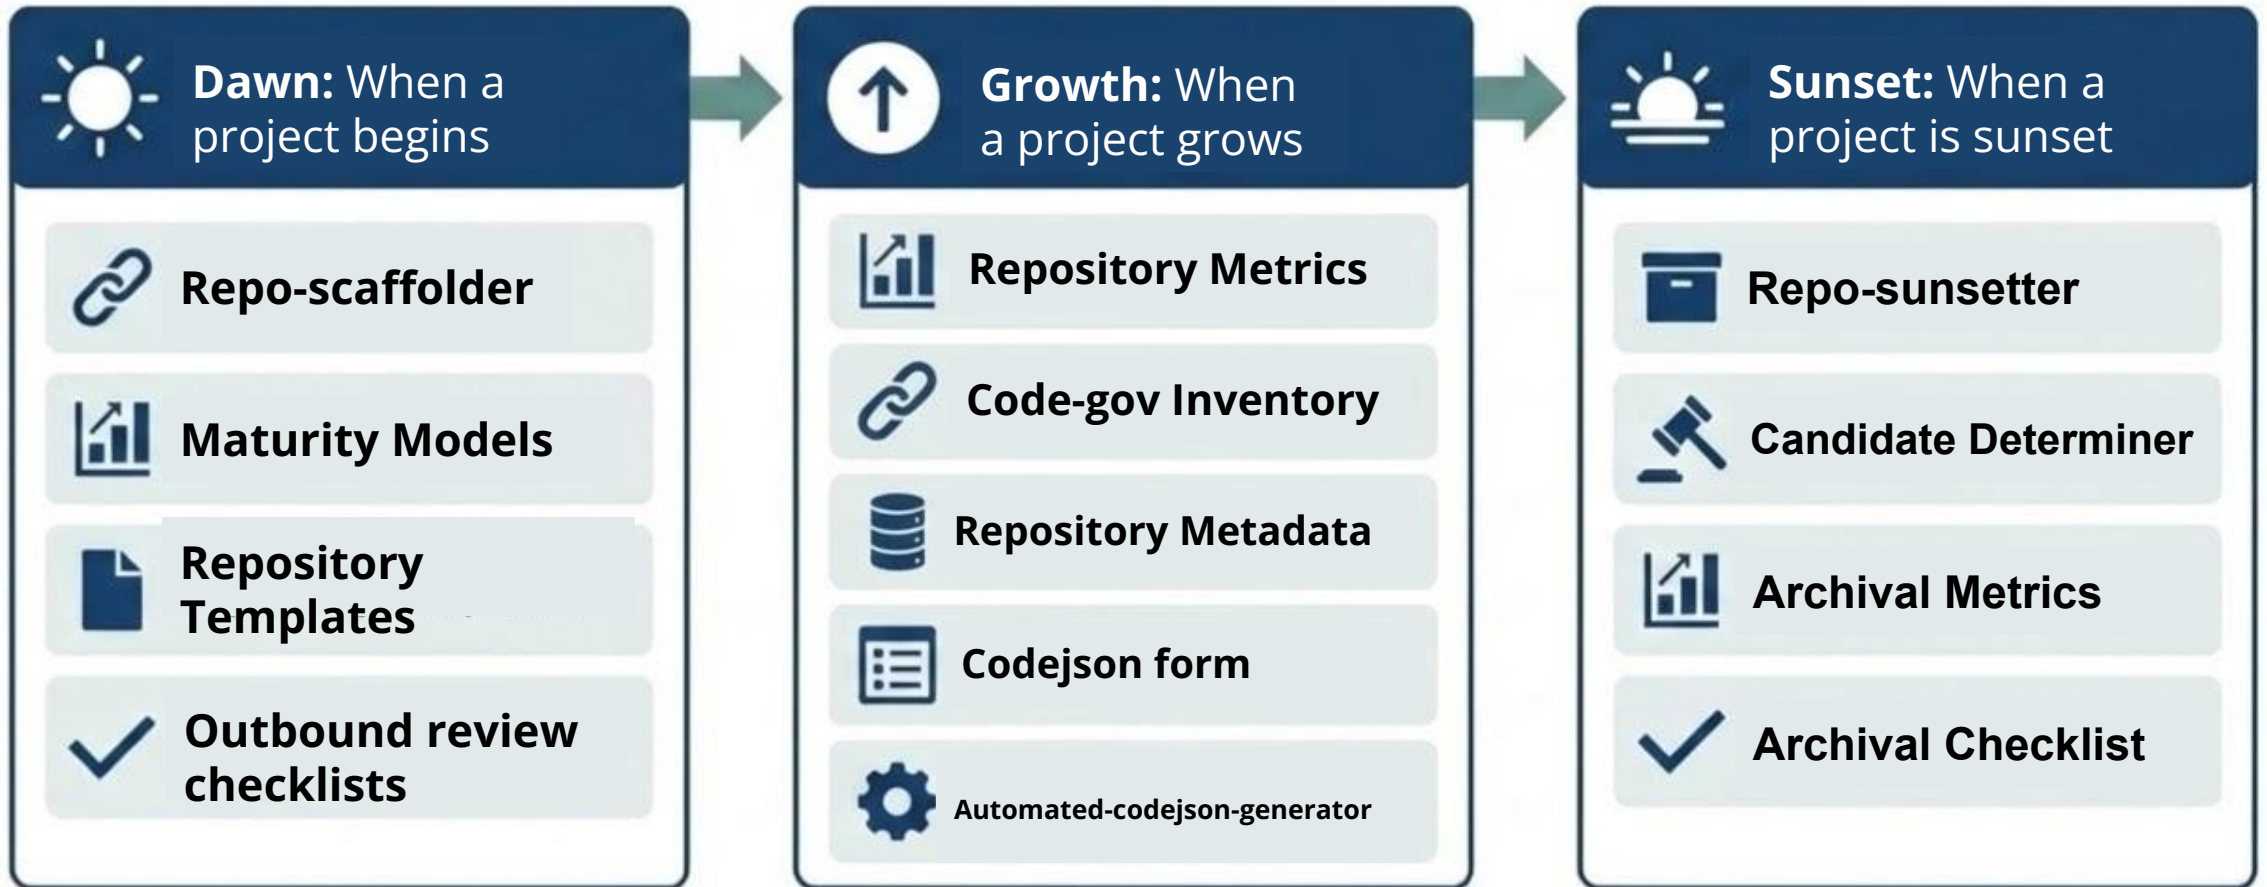 Dawn: When a
project begins
Repo-scaffolder
Maturity Models
Repository
Templates
Outbound review
checklists
Growth: When
a project grows
Repository Metrics
Code-gov Inventory
Repository Metadata
Codejson form
Automated-codejson-generator
Sunset: When a
project is sunset
Repo-sunsetter
Candidate Determiner
Archival Metrics
Archival Checklist